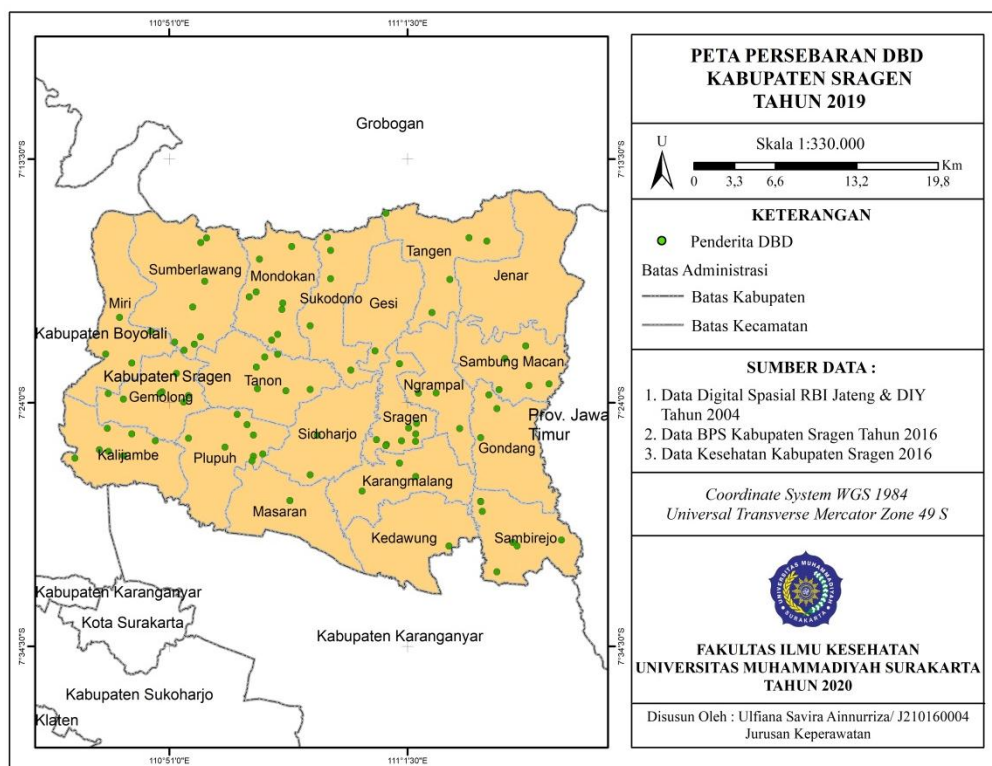 110°51'0"E
111°1'30"E
7°13'30"S
7°24'0"S
7°34'30"S
Grobogan
Tangen
Jenar
Sumberlawang
Mondokan
Sukodono
Gesi
Miri
Kabupaten Boyolali
Sambung Macan
Kabupaten Sragen
Tanon
Ngrampal
Gemolong
Prov. Jawa
Timur
Sragen
Sidoharjo
Gondang
Kalijambe
Plupuh
Karangmalang
Masaran
Kedawung
Sambirejo
Kabupaten Karanganyar
Kota Surakarta
Kabupaten Karanganyar
Kabupaten Sukoharjo
Klaten
110°51'0"E
111°1'30"E
7°13'30"S
7°24'0"S
7°34'30"S
PETA PERSEBARAN DBD
KABUPATEN SRAGEN
TAHUN 2019
U
Skala 1:330.000
Km
0 3,3 6,6 13,2 19,8
KETERANGAN
Penderita DBD
Batas Administrasi
Batas Kabupaten
Batas Kecamatan
SUMBER DATA :
1. Data Digital Spasial RBI Jateng & DIY
Tahun 2004
2. Data BPS Kabupaten Sragen Tahun 2016
3. Data Kesehatan Kabupaten Sragen 2016
Coordinate System WGS 1984
Universal Transverse Mercator Zone 49 S
UNIVERSITAS MUHAMMADIYAH
SURAKARTA
FAKULTAS ILMU KESEHATAN
UNIVERSITAS MUHAMMADIYAH SURAKARTA
TAHUN 2020
Disusun Oleh : Ulfiana Savira Ainnurriza/ J210160004
Jurusan Keperawatan